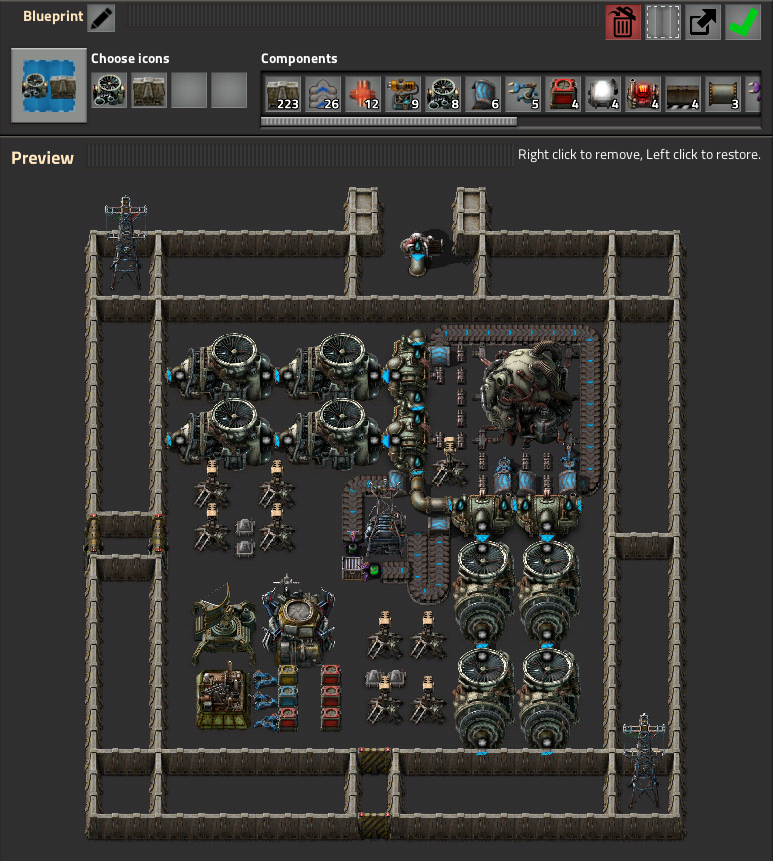 Blueprint
Choose icons
Components
223 26 12 9 8 6 5 4 4 4 4 3
Preview
Right click to remove, Left click to restore.